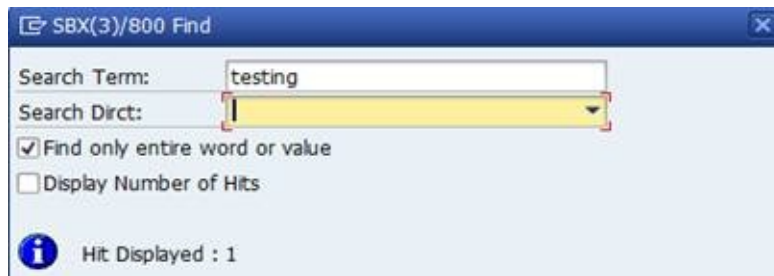 SBX(3)/800 Find
Search Term: testing
Search Dirct:
Find only entire word or value
Display Number of Hits
Hit Displayed : 1